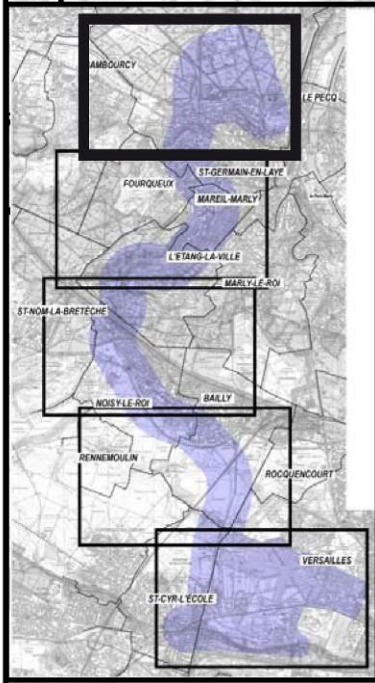 AMBOURCY
LE PECQ
ST-GERMAIN-EN-LAYE
FOURQUEUX
MAREIL-MARLY
L'ETANG-LA-VILLE
MARLY-LE-ROI
ST-NOM-LA-BRETECHE
BAILLY
NOISY-LE-ROI
RENNEMOULIN
ROCQUENCOURT
VERSAILLES
ST-CYR-L'ÉCOLE